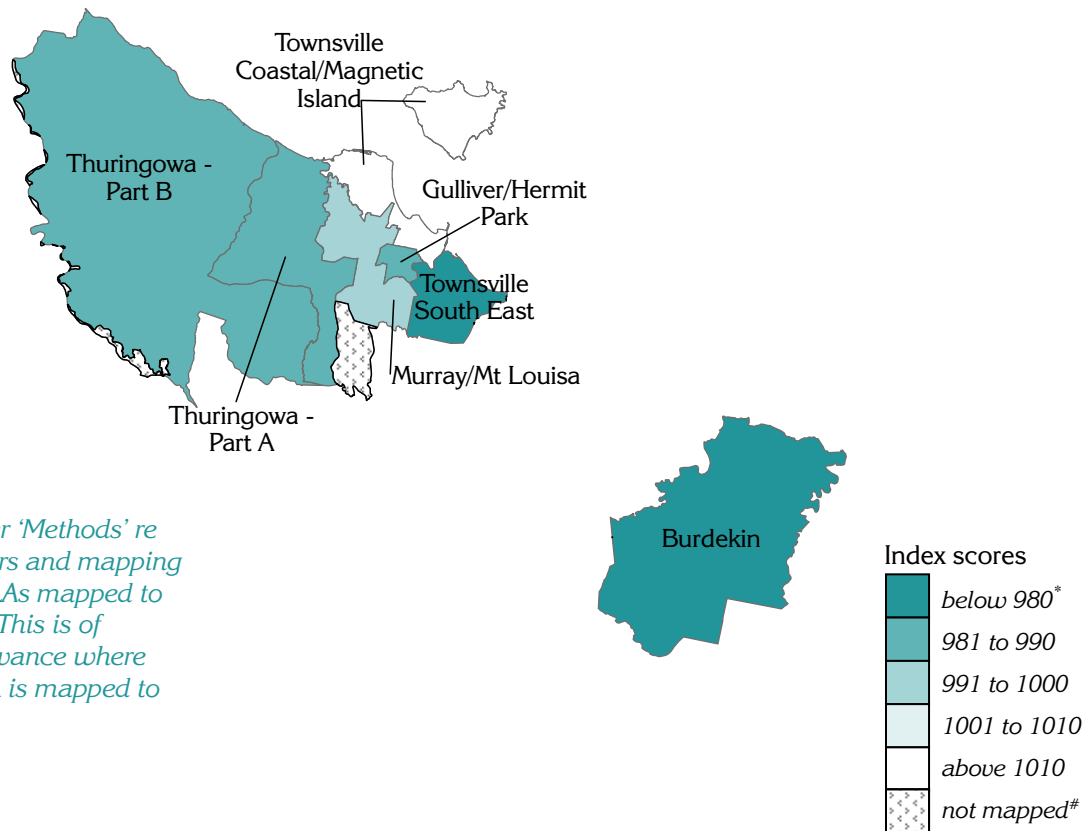 Townsville
Coastal/Magnetic
Island
Thuringowa -
Part B
Gulliver/Hermit
Park
Townsville
South East
Murray/Mt Louisa
Thuringowa -
Part A
Burdekin
‘Methods’ re
and mapping
As mapped to
This is of
where
is mapped to
Index scores
below 980*
981 to 990
991 to 1000
1001 to 1010
above 1010
not mapped#